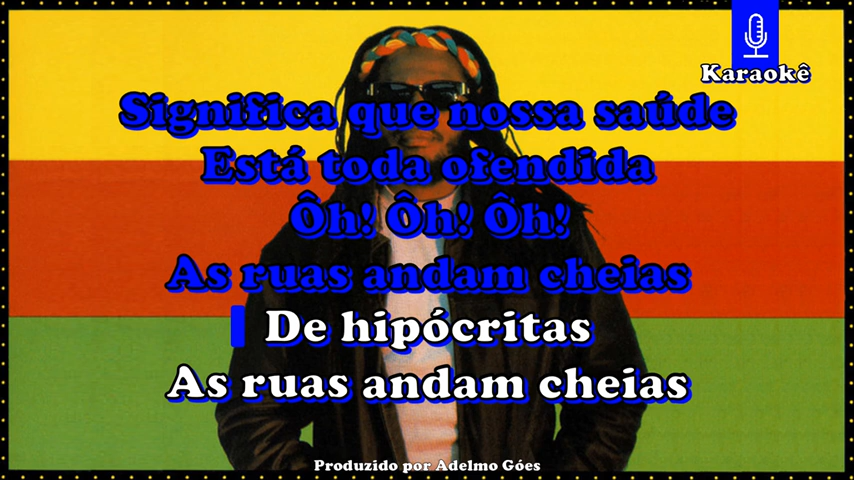 Karaokê
Significa que nossa saúde
Está toda ofendida
Ôh! Ôh! Ôh!
As ruas andam cheias
De hipócritas
As ruas andam cheias
Produzido por Adelmo Góes